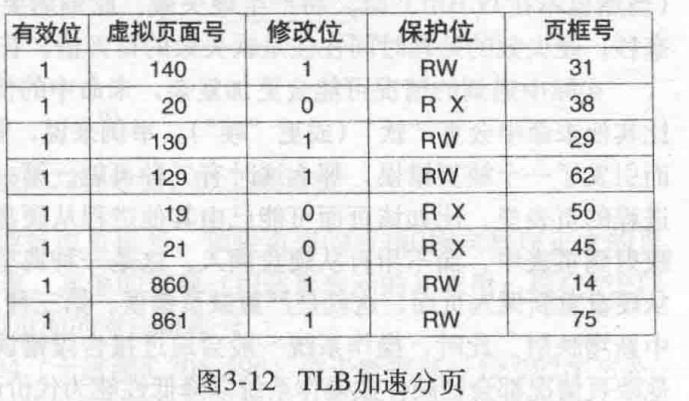 有效位 虚拟页面号 修改位 保护位 页框号
1 140 1 RW 31
1 20 0 R X 38
1 130 1 RW 29
1 129 1 RW 62
1 19 0 R X 50
1 21 0 R X 45
1 860 1 RW 14
1 861 1 RW 75
图3-12 TLB加速分页